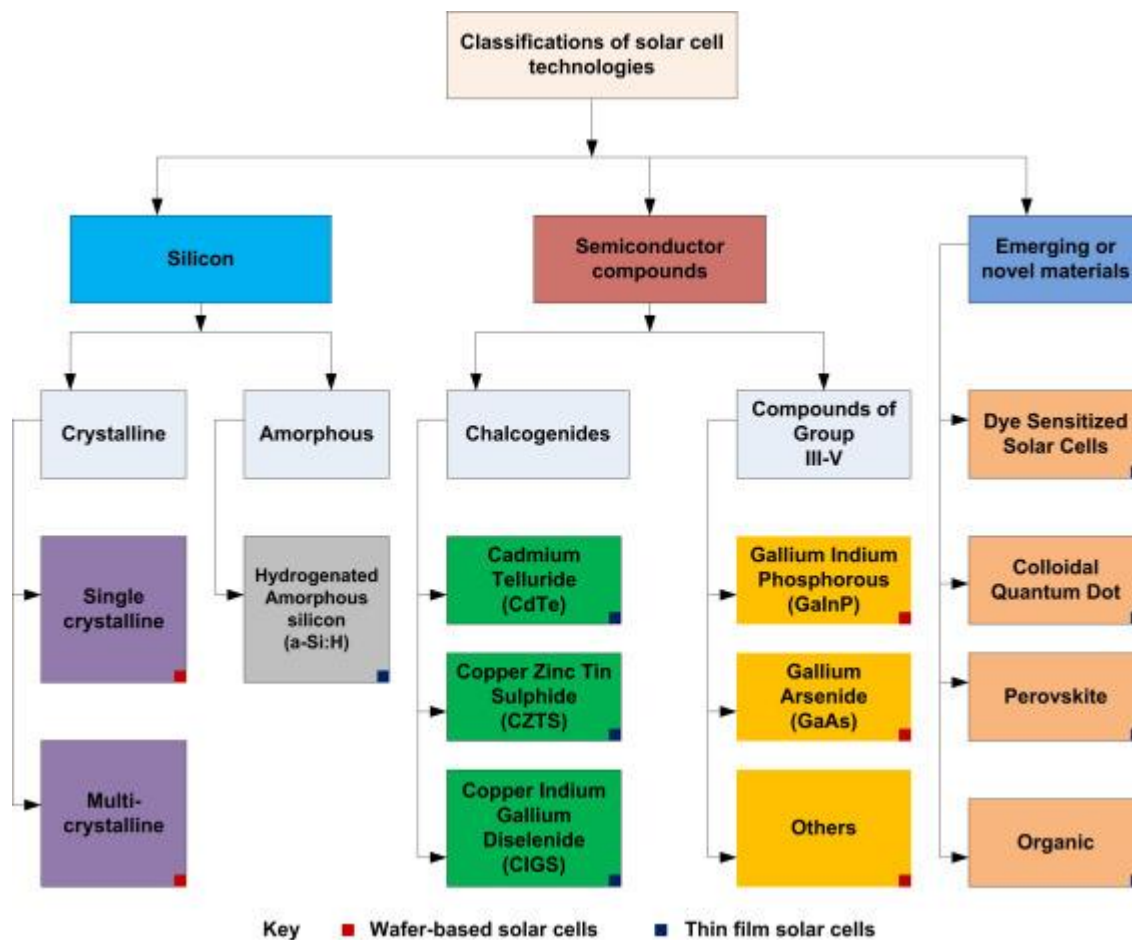 Classifications of solar cell
technologies
Silicon
Semiconductor
compounds
Emerging or
novel materials
Crystalline
Amorphous
Chalcogenides
Compounds of
Group
III-V
Dye Sensitized
Solar Cells
Single
crystalline
Hydrogenated
Amorphous
silicon
(a-Si:H)
Cadmium
Telluride
(CdTe)
Gallium Indium
Phosphorous
(GaInP)
Colloidal
Quantum Dot
Copper Zinc Tin
Sulphide
(CZTS)
Gallium
Arsenide
(GaAs)
Perovskite
Multi-
crystalline
Copper Indium
Gallium
Diselenide
(CIGS)
Others
Organic
Key
Wafer-based solar cells
Thin film solar cells